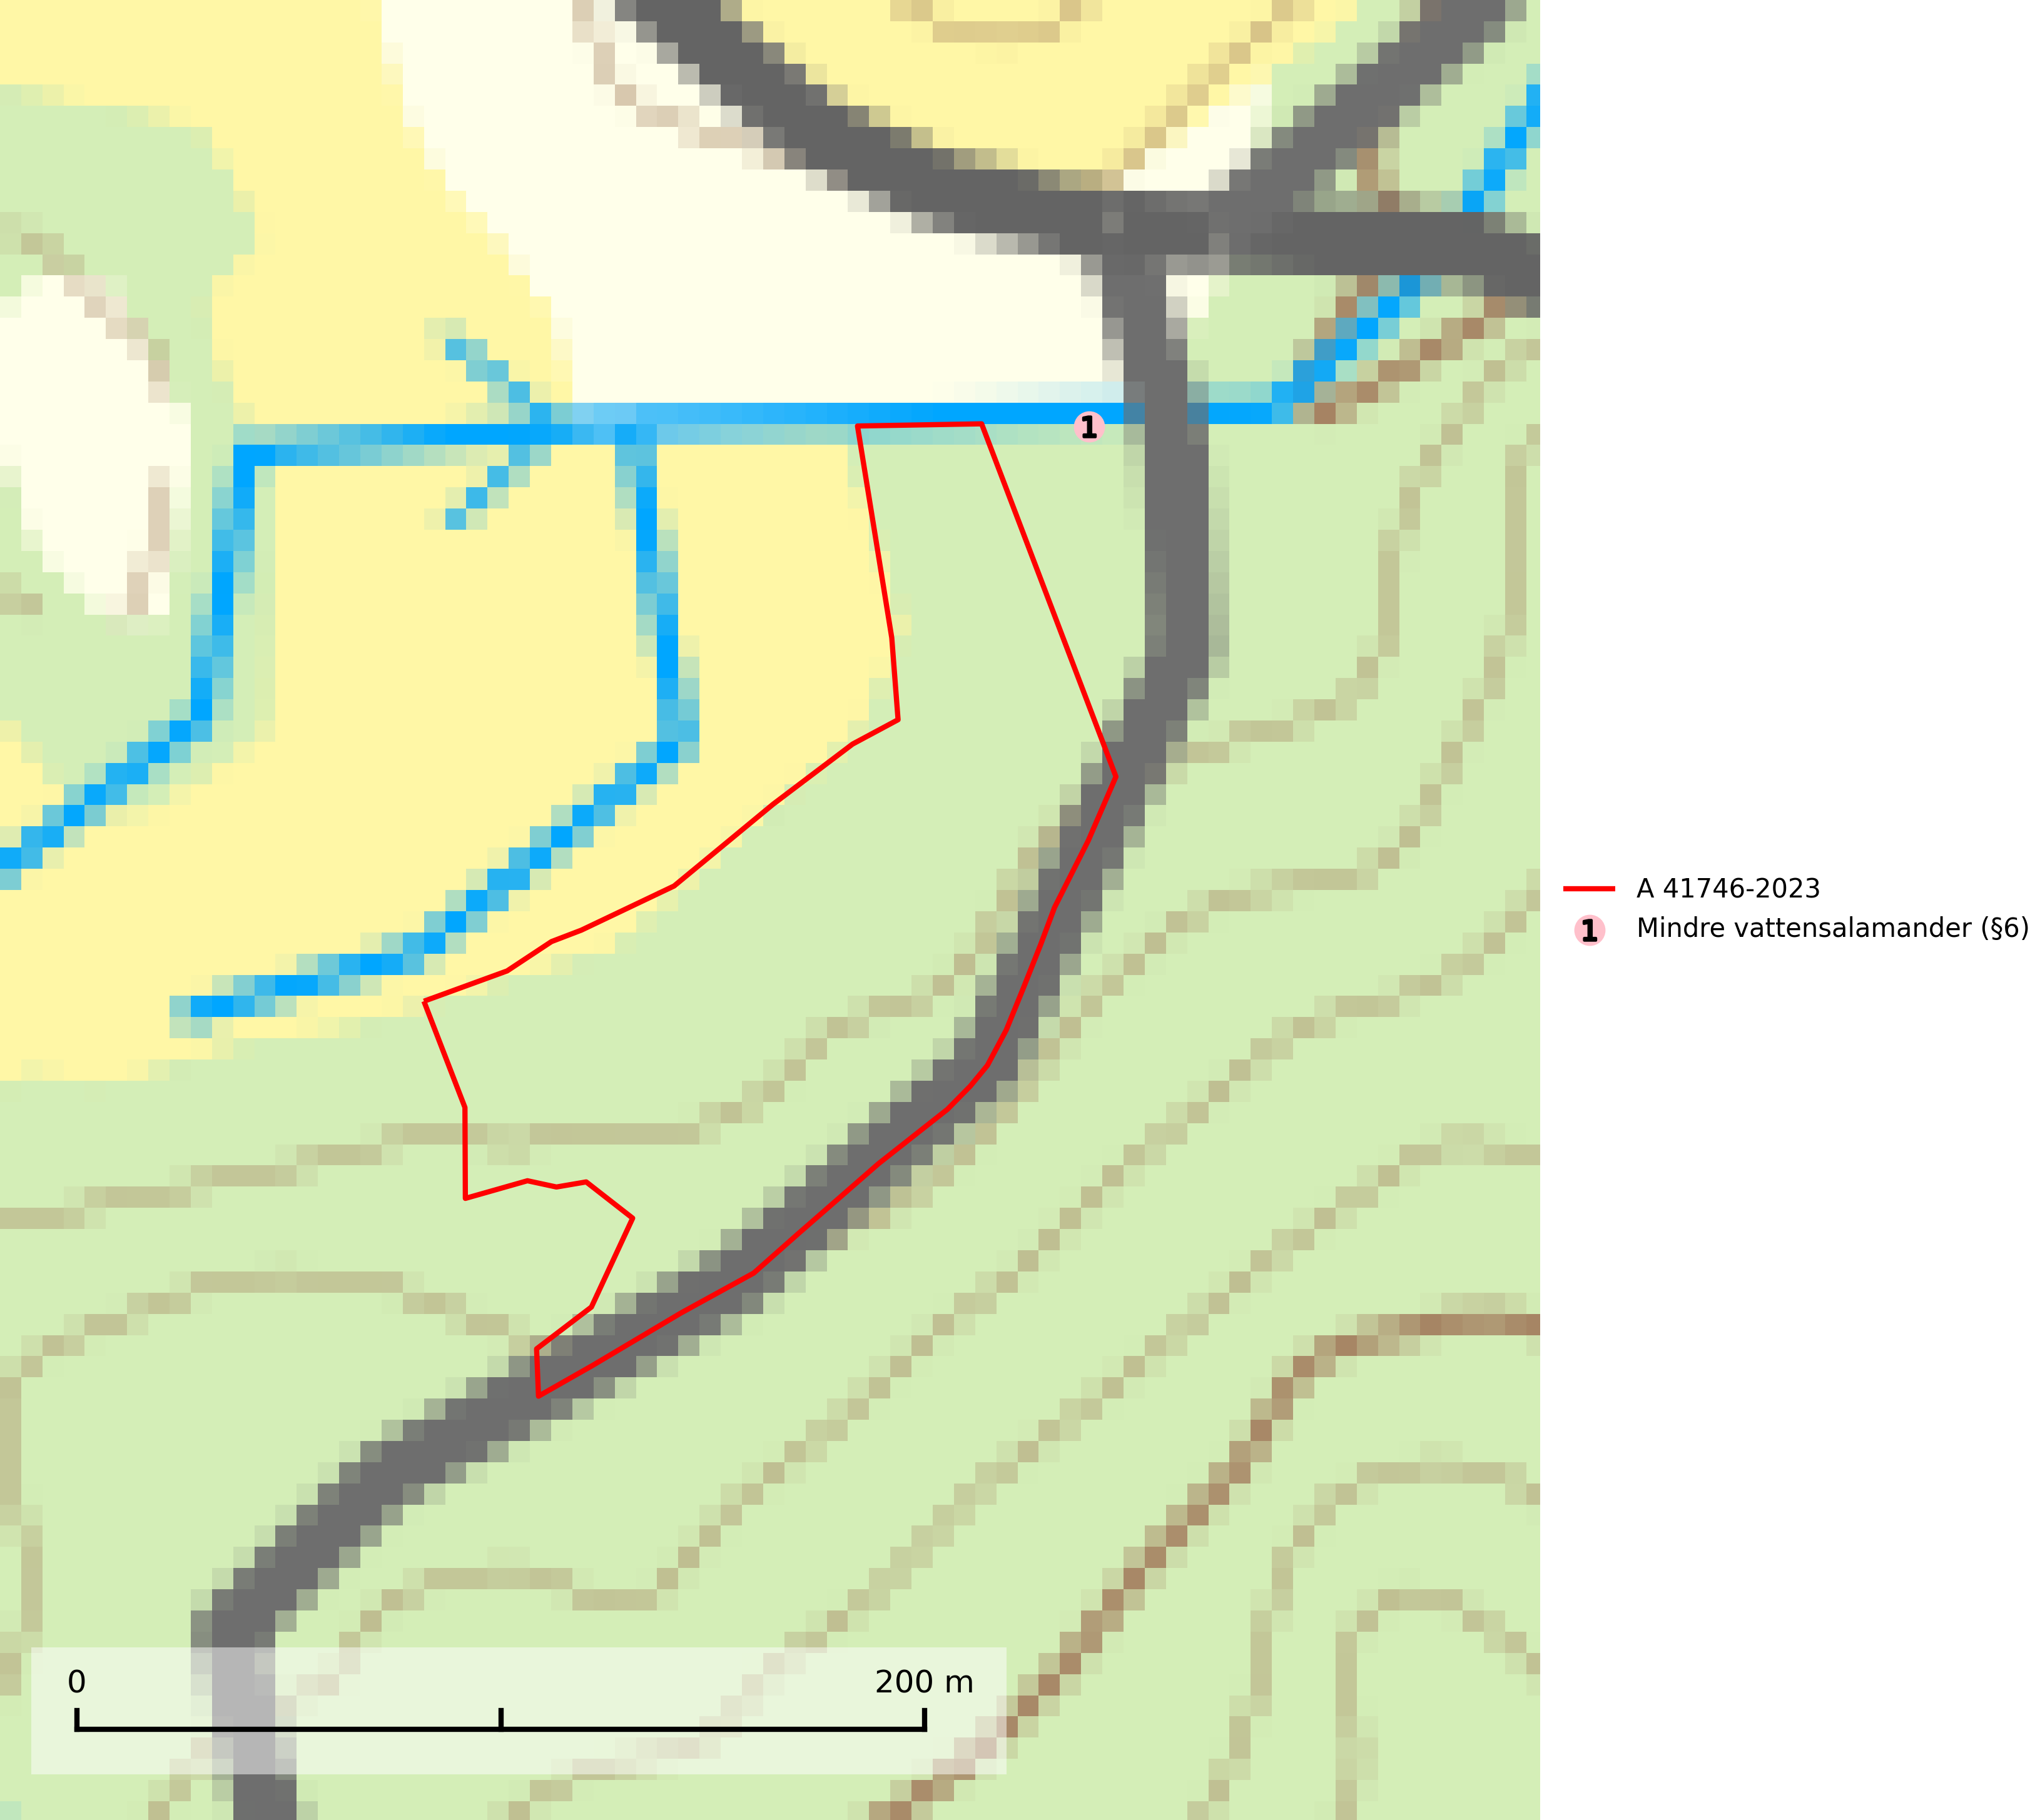 1
A 41746-2023
1 Mindre vattensalamander (§6)
0 200 m